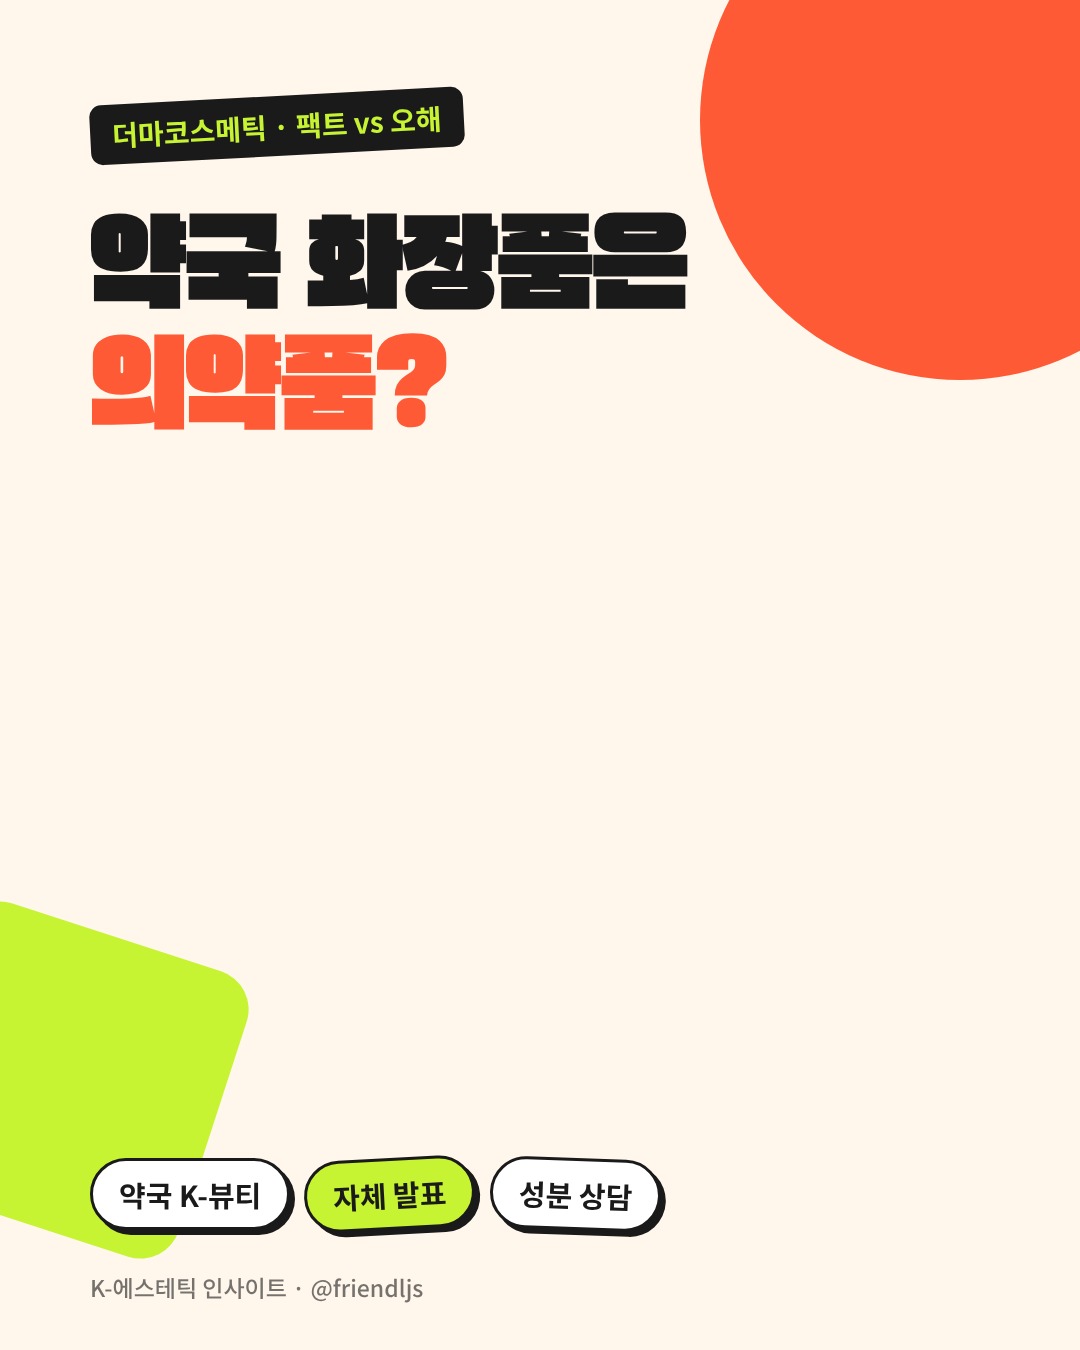 더마코스메틱 · 팩트 vs 오해
약국 화장품은
의약품?
약국 K-뷰티
자체 발표
성분 상담
K-에스테틱 인사이트 · @friendljs